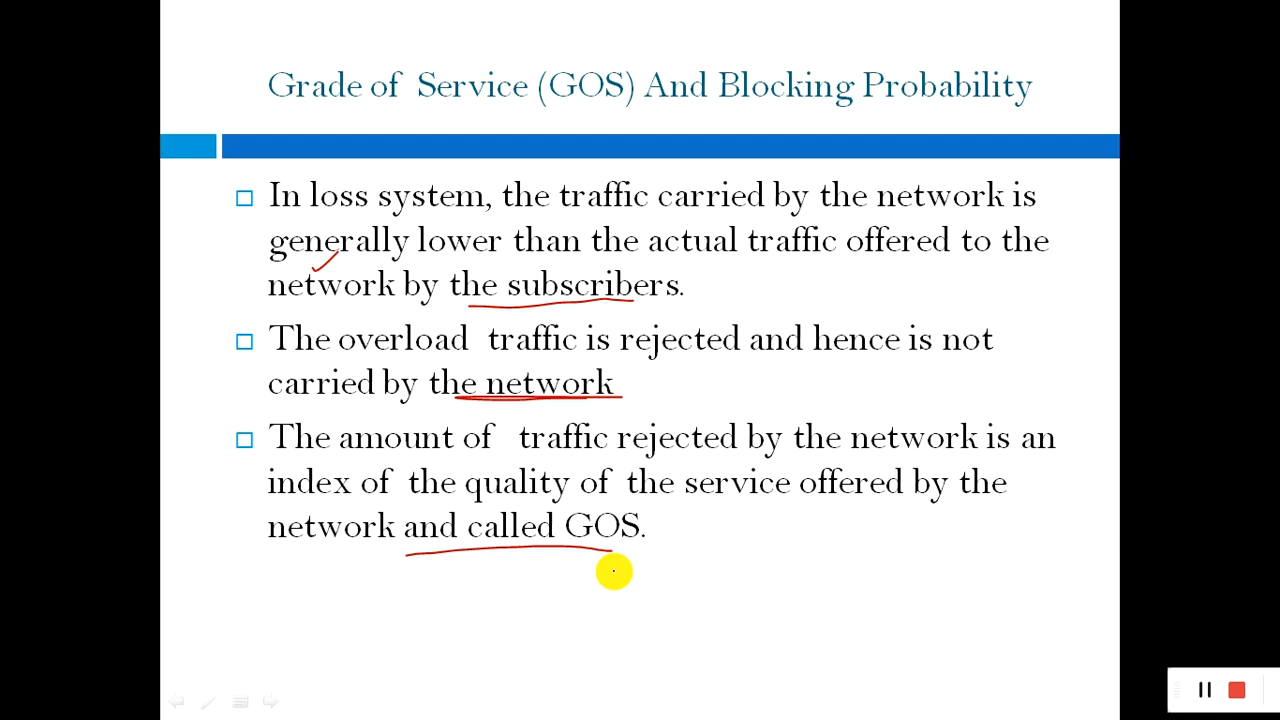 Grade of Service (GOS) And Blocking Probability
In loss system, the traffic carried by the network is
generally lower than the actual traffic offered to the
network by the subscribers.
The overload traffic is rejected and hence is not
carried by the network
The amount of traffic rejected by the network is an
index of the quality of the service offered by the
network and called GOS.